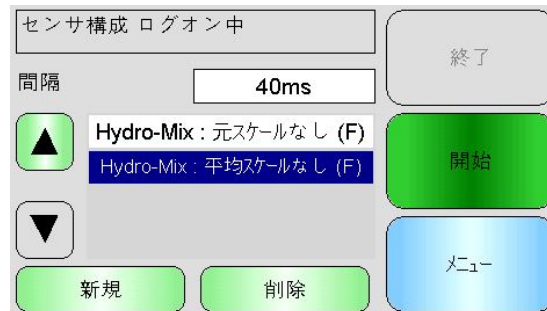 センサ構成 ログオン中
終了
間隔
40ms
Hydro-Mix : 元スケールなし (F)
Hydro-Mix : 平均スケールなし (F)
開始
メニュー
新規
削除